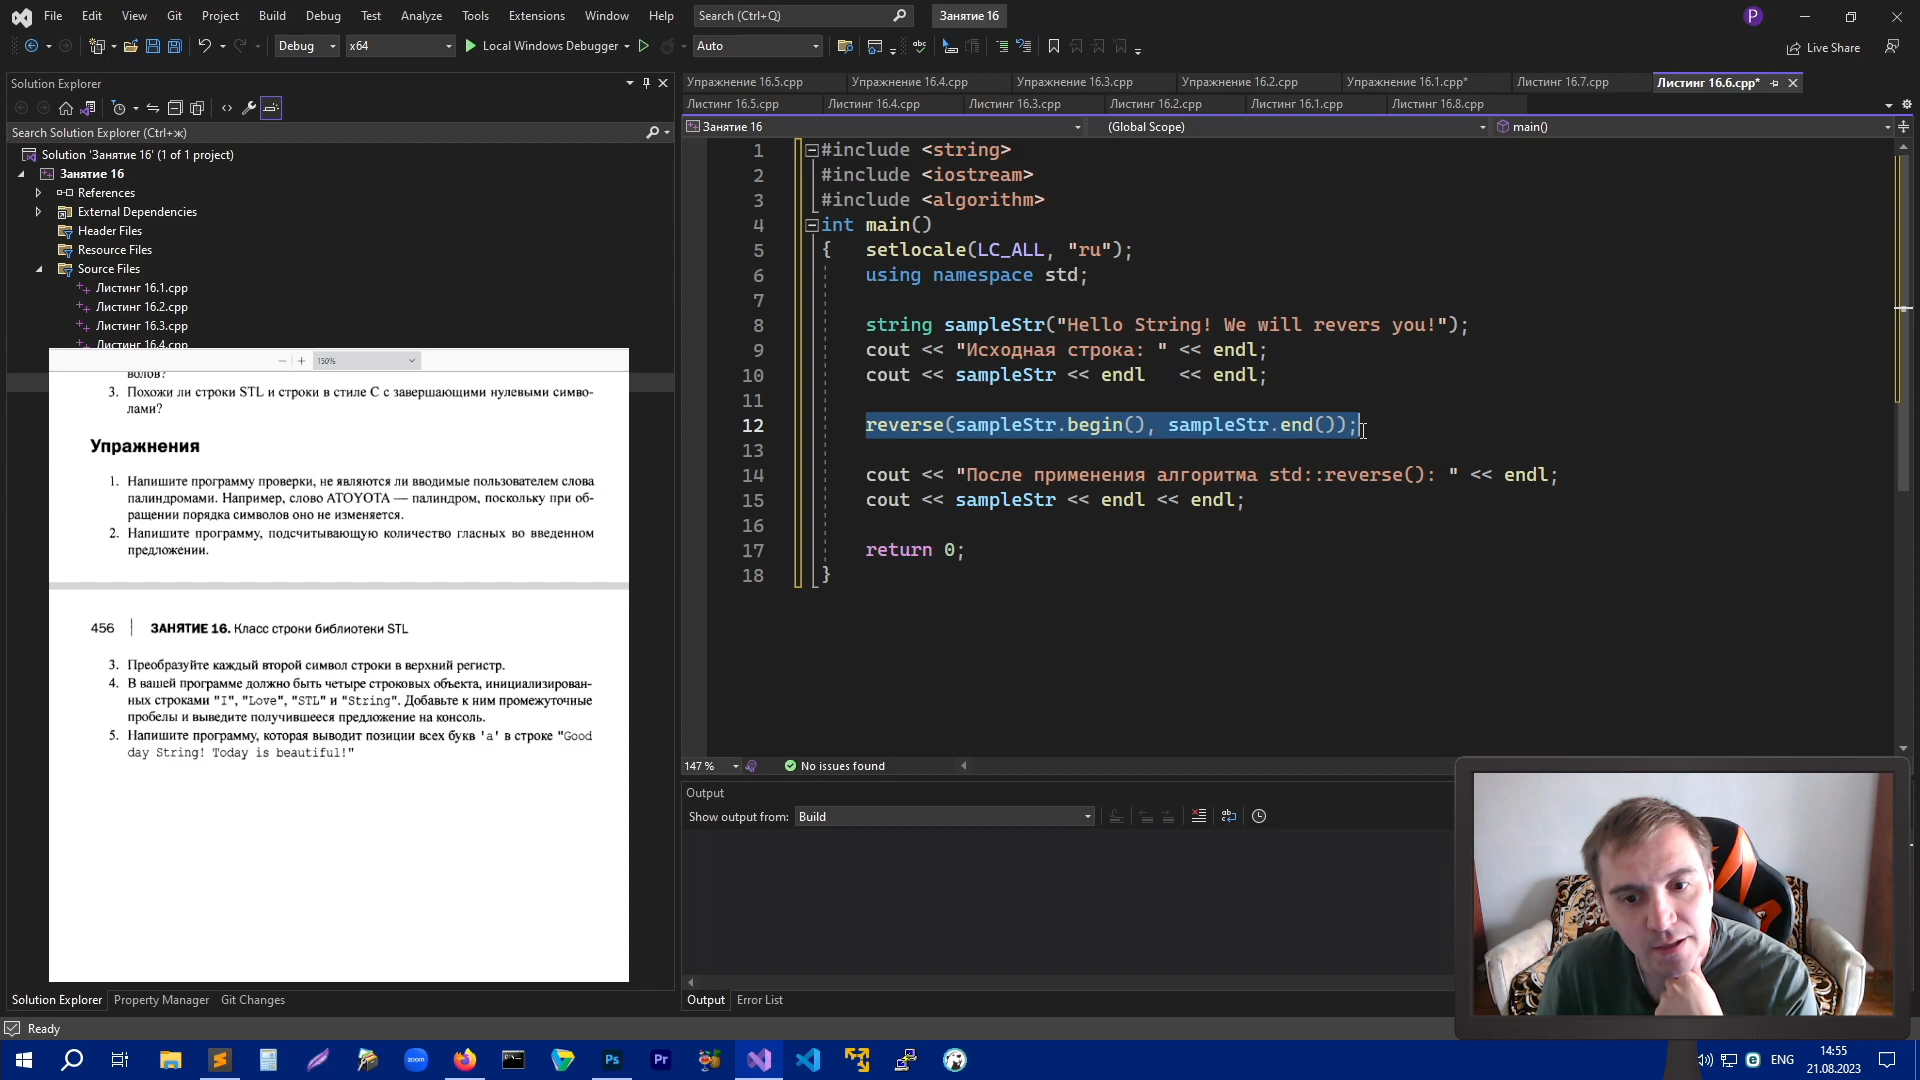 File Edit View Git Project Build Debug Test Analyze Tools Extensions Window Help Search (Ctrl+Q) Занятие 16 P
Debug x64 Local Windows Debugger Auto Live Share
Solution Explorer
Search Solution Explorer (Ctrl+ж)
Solution 'Занятие 16' (1 of 1 project)
Занятие 16
References
External Dependencies
Header Files
Resource Files
Source Files
Листинг 16.1.cpp
Листинг 16.2.cpp
Листинг 16.3.cpp
Листинг 16.4.cpp
150%
волов?
3. Похожи ли строки STL и строки в стиле C с завершающими нулевыми симво-
лами?
Упражнения
1. Напишите программу проверки, не являются ли вводимые пользователем слова
палиндромами. Например, слово ATOYOTA — палиндром, поскольку при об-
ращении порядка символов оно не изменяется.
2. Напишите программу, подсчитывающую количество гласных во введенном
предложении.
456 ЗАНЯТИЕ 16. Класс строки библиотеки STL
3. Преобразуйте каждый второй символ строки в верхний регистр.
4. В вашей программе должно быть четыре строковых объекта, инициализирован-
ных строками "I", "Love", "STL" и "String". Добавьте к ним промежуточные
пробелы и выведите получившееся предложение на консоль.
5. Напишите программу, которая выводит позиции всех букв 'a' в строке "Good
day String! Today is beautiful!"
Solution Explorer Property Manager Git Changes
Упражнение 16.5.cpp Упражнение 16.4.cpp Упражнение 16.3.cpp Упражнение 16.2.cpp Упражнение 16.1.cpp* Листинг 16.7.cpp Листинг 16.6.cpp*
Листинг 16.5.cpp Листинг 16.4.cpp Листинг 16.3.cpp Листинг 16.2.cpp Листинг 16.1.cpp Листинг 16.8.cpp
Занятие 16 (Global Scope) main()
1 #include <string>
2 #include <iostream>
3 #include <algorithm>
4 int main()
5 { setlocale(LC_ALL, "ru");
6 using namespace std;
7
8 string sampleStr("Hello String! We will revers you!");
9 cout << "Исходная строка: " << endl;
10 cout << sampleStr << endl << endl;
11
12 reverse(sampleStr.begin(), sampleStr.end());
13
14 cout << "После применения алгоритма std::reverse(): " << endl;
15 cout << sampleStr << endl << endl;
16
17 return 0;
18 }
147 % No issues found
Output
Show output from: Build
Output Error List
Ready
zoom Ps Pr ENG 14:55
21.08.2023